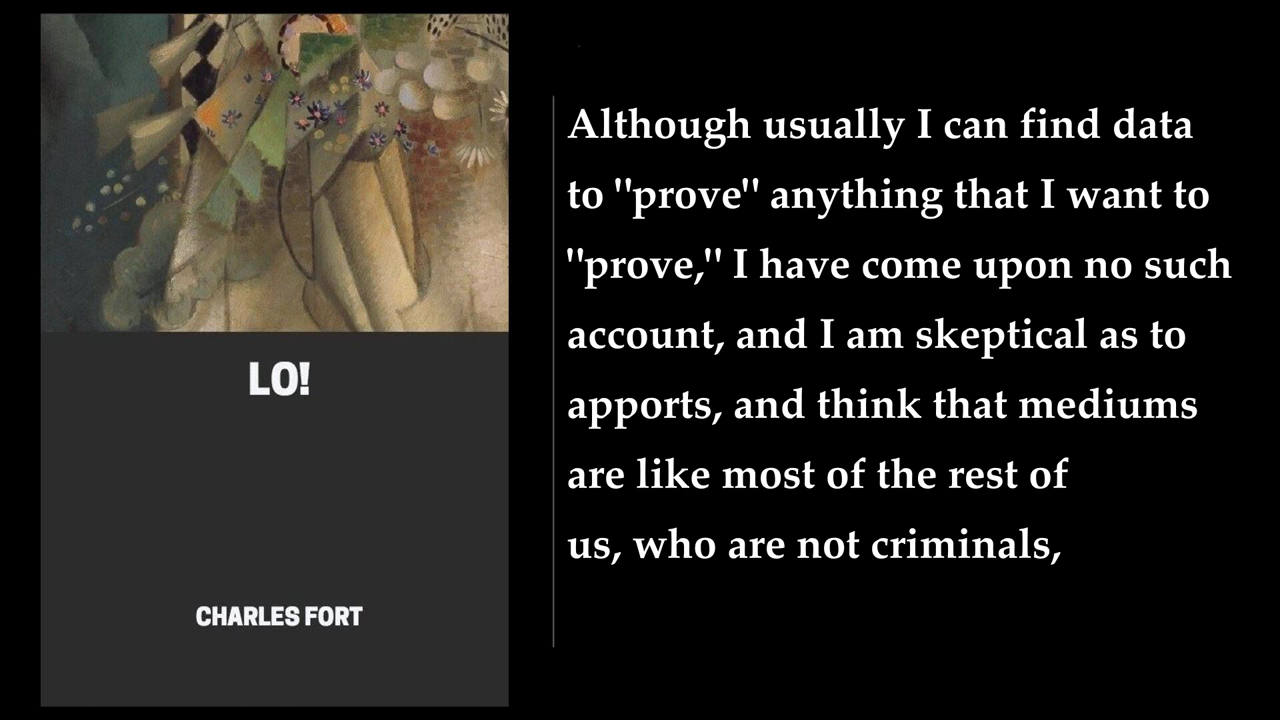 LO!
CHARLES FORT
Although usually I can find data
to "prove" anything that I want to
"prove," I have come upon no such
account, and I am skeptical as to
apports, and think that mediums
are like most of the rest of
us, who are not criminals,